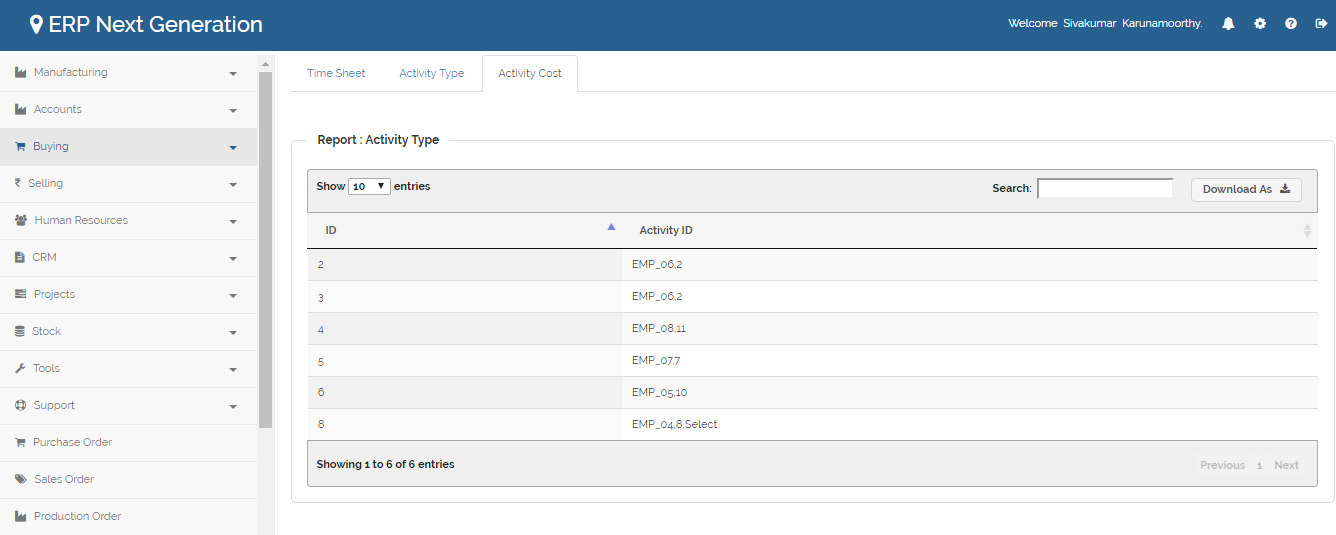 ERP Next Generation
Welcome Sivakumar Karunamoorthy.
Manufacturing
Accounts
Buying
Selling
Human Resources
CRM
Projects
Stock
Tools
Support
Purchase Order
Sales Order
Production Order
Time Sheet Activity Type Activity Cost
Report : Activity Type
Show 10 entries Search: Download As
ID Activity ID
2 EMP_06,2
3 EMP_06,2
4 EMP_08,11
5 EMP_07,7
6 EMP_05,10
8 EMP_04,8,Select
Showing 1 to 6 of 6 entries Previous 1 Next